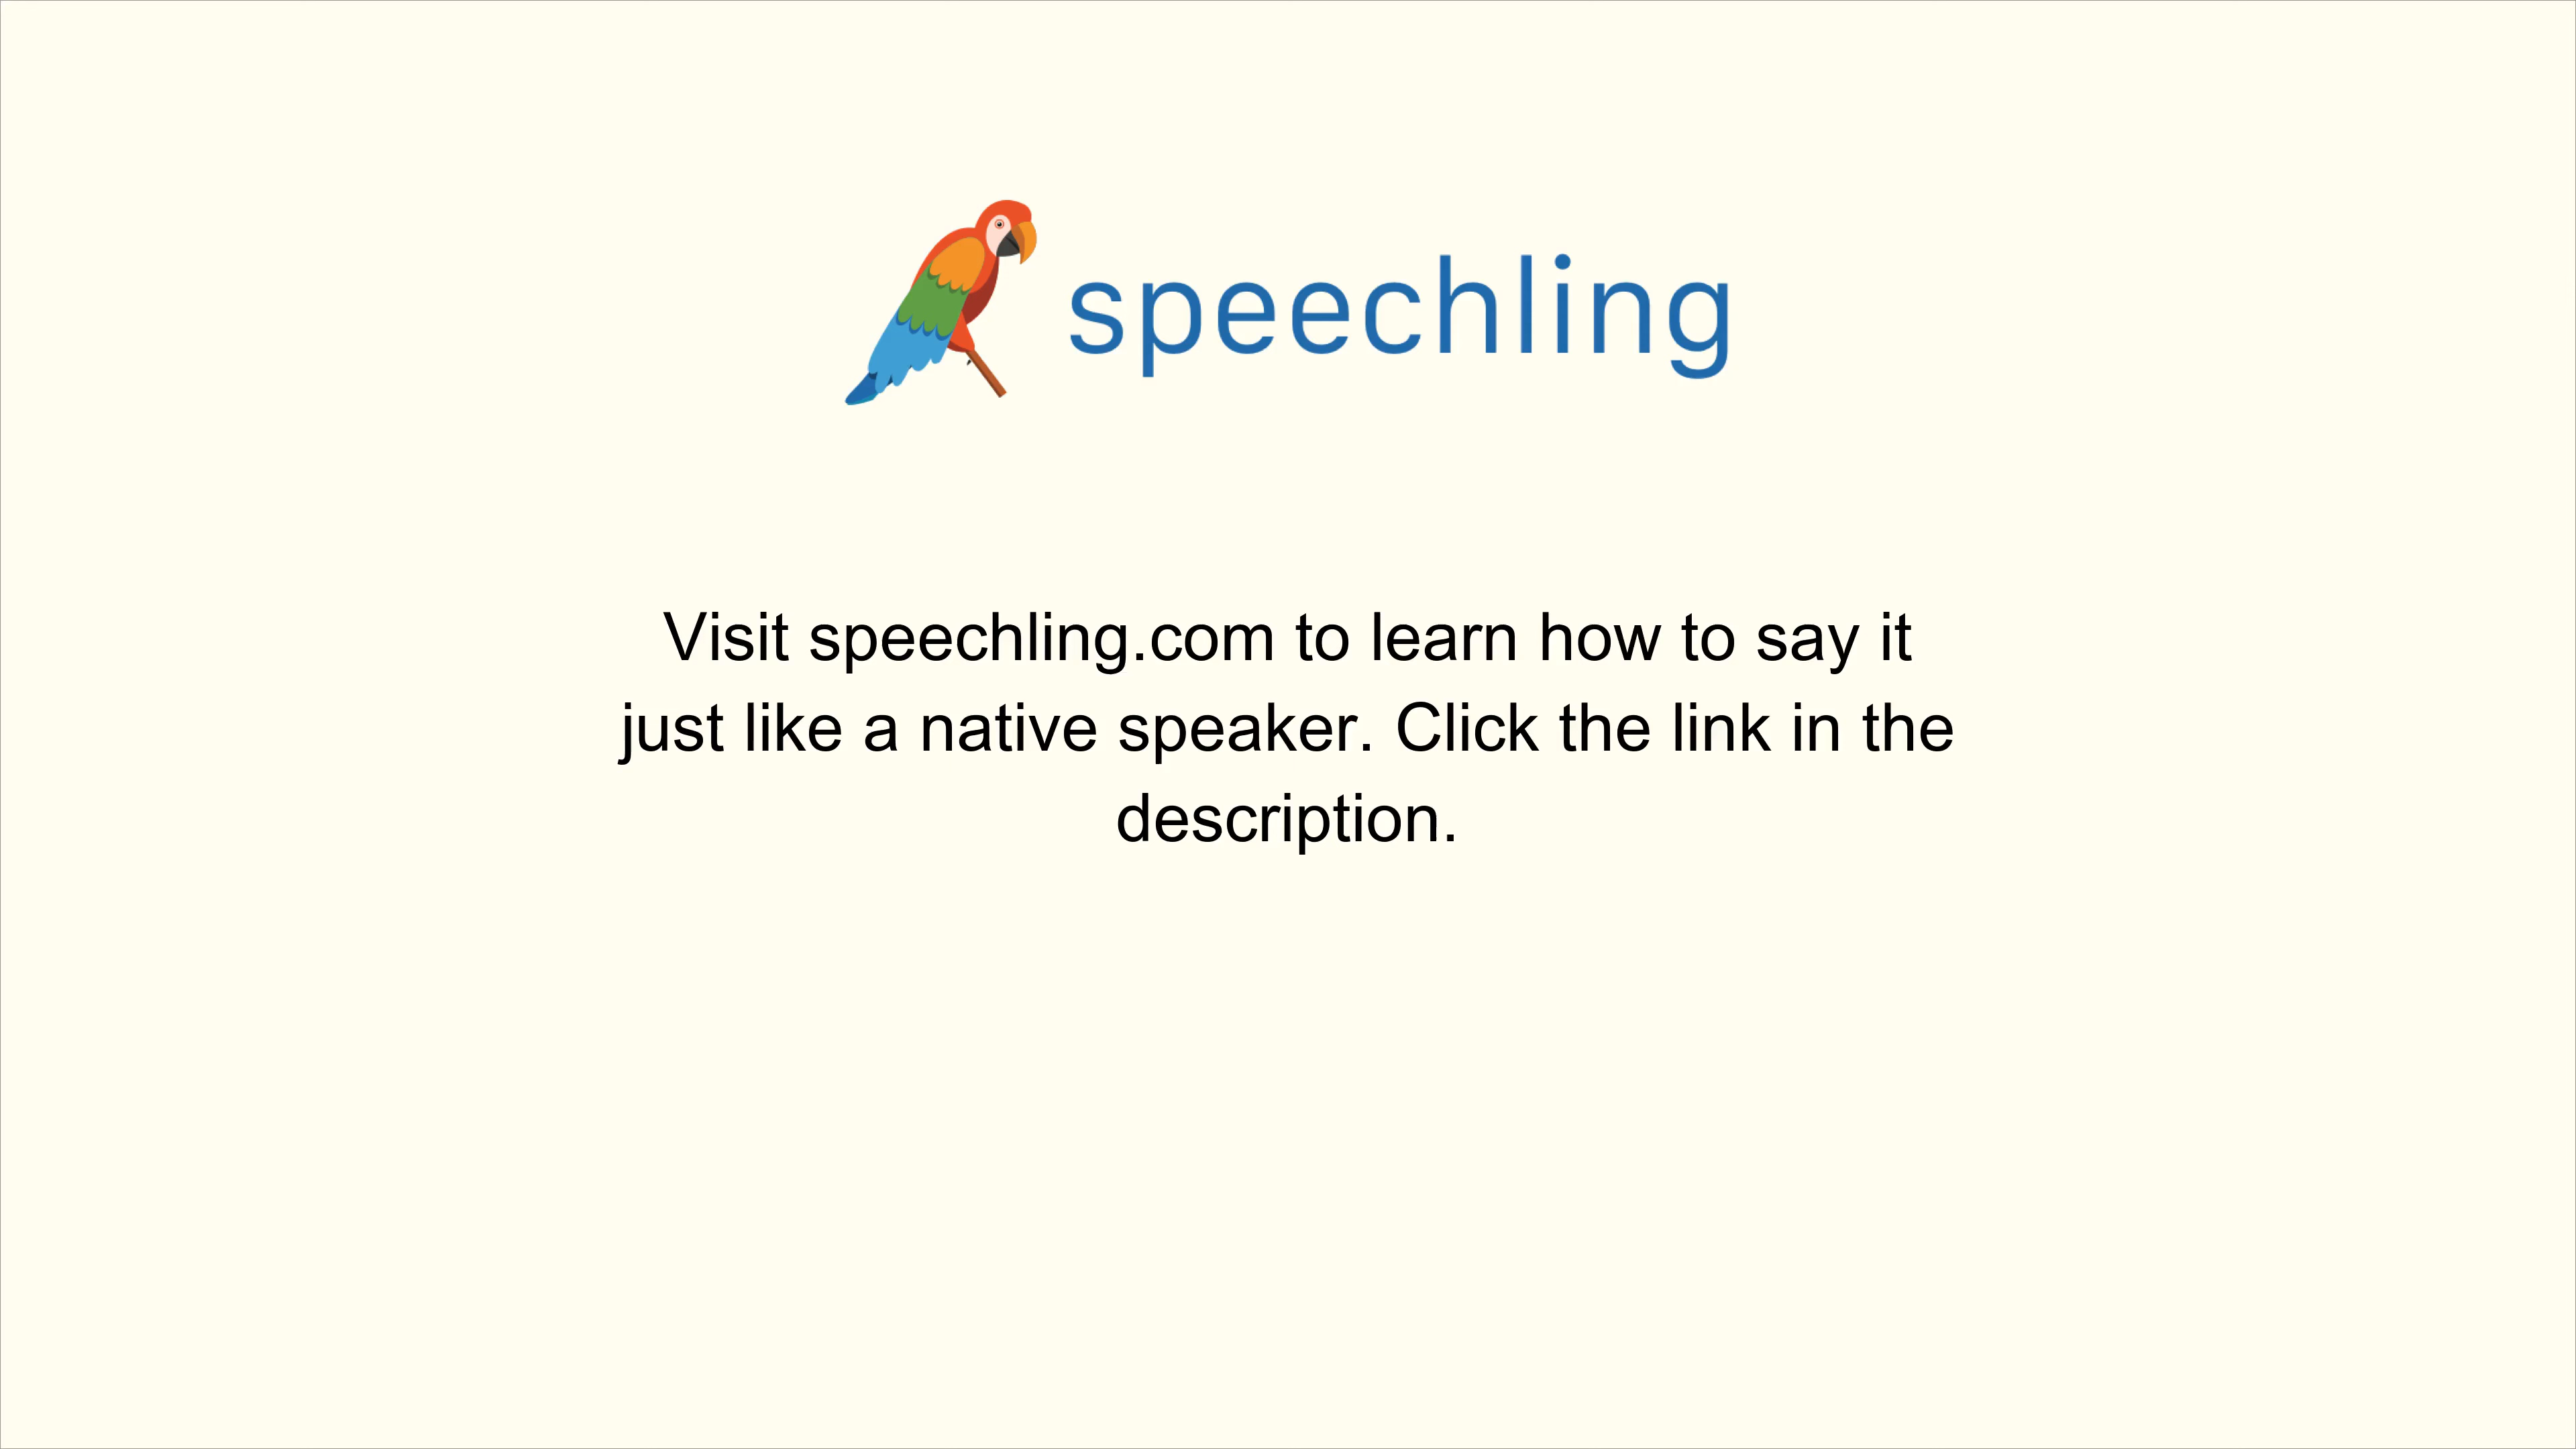 speechling
Visit speechling.com to learn how to say it
just like a native speaker. Click the link in the
description.